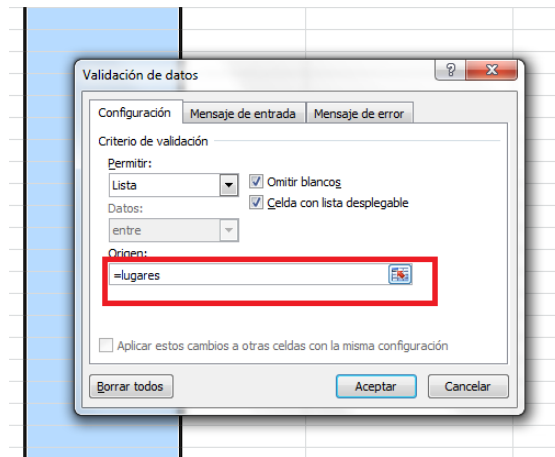 Validación de datos
Configuración Mensaje de entrada Mensaje de error
Criterio de validación
Permitir:
Lista Omitir blancos
Datos: Celda con lista desplegable
entre
Origen:
=lugares
Aplicar estos cambios a otras celdas con la misma configuración
Borrar todos Aceptar Cancelar